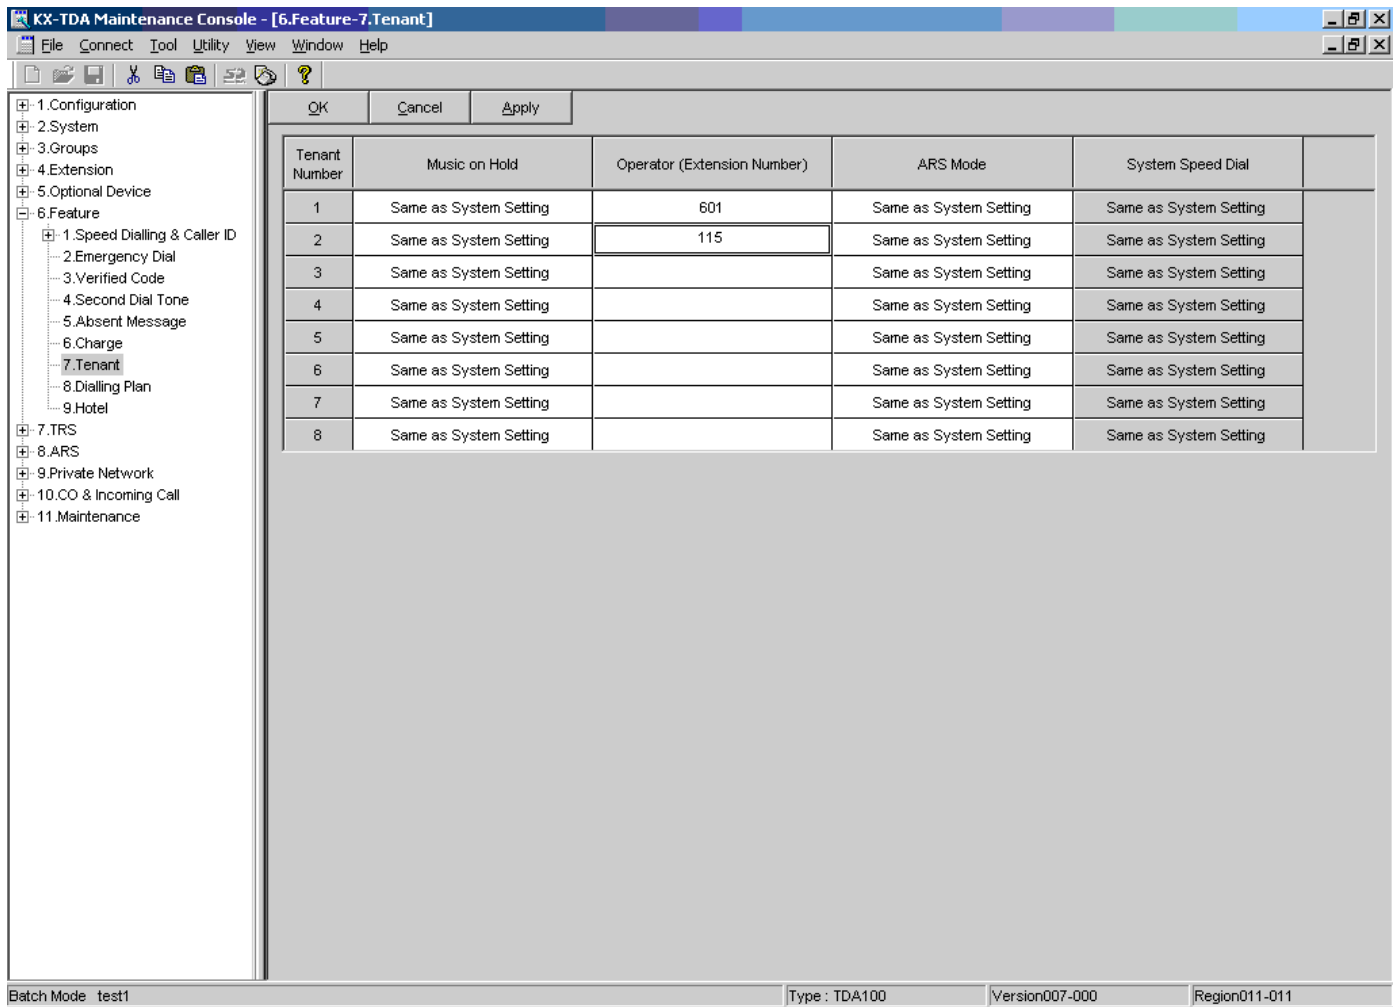 KX-TDA Maintenance Console - [6.Feature-7.Tenant]
File Connect Tool Utility View Window Help
1.Configuration
2.System
3.Groups
4.Extension
5.Optional Device
6.Feature
1.Speed Dialling & Caller ID
2.Emergency Dial
3.Verified Code
4.Second Dial Tone
5.Absent Message
6.Charge
7.Tenant
8.Dialling Plan
9.Hotel
7.TRS
8.ARS
9.Private Network
10.CO & Incoming Call
11.Maintenance
OK Cancel Apply
Tenant Number Music on Hold Operator (Extension Number) ARS Mode System Speed Dial
1 Same as System Setting 601 Same as System Setting Same as System Setting
2 Same as System Setting 115 Same as System Setting Same as System Setting
3 Same as System Setting Same as System Setting Same as System Setting
4 Same as System Setting Same as System Setting Same as System Setting
5 Same as System Setting Same as System Setting Same as System Setting
6 Same as System Setting Same as System Setting Same as System Setting
7 Same as System Setting Same as System Setting Same as System Setting
8 Same as System Setting Same as System Setting Same as System Setting
Batch Mode test1 Type : TDA100 Version007-000 Region011-011